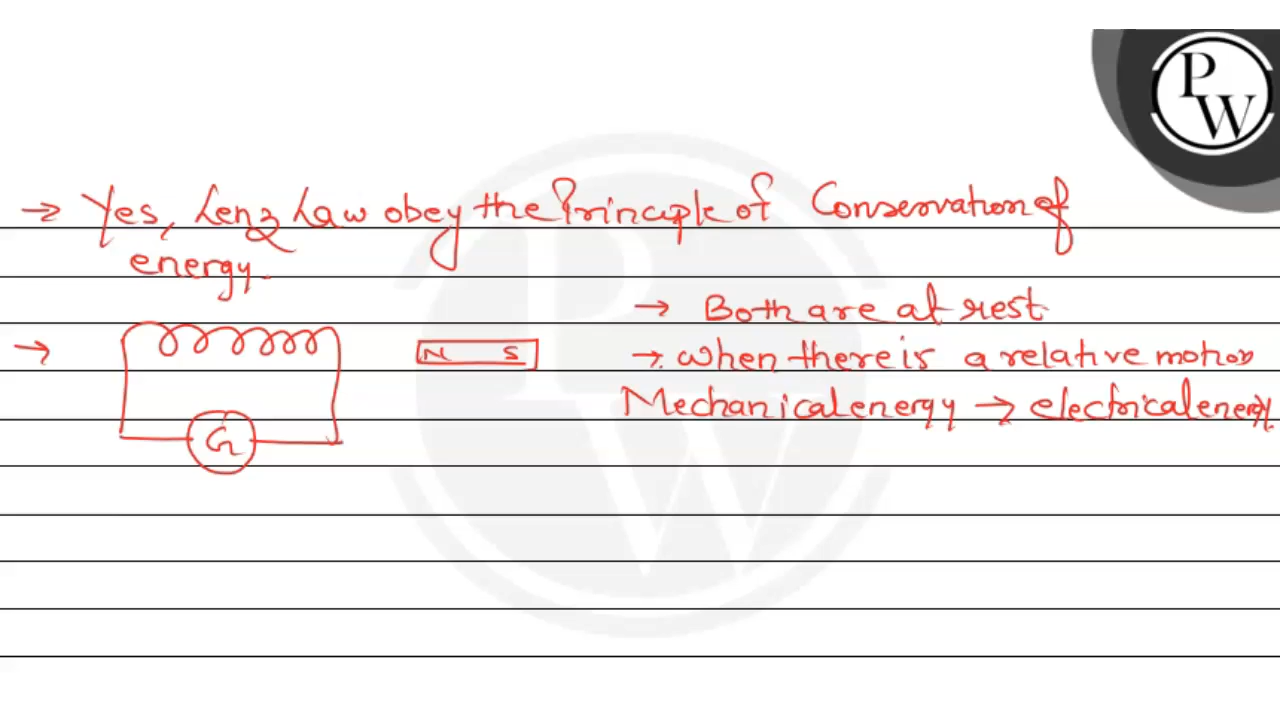 P
W
→ Yes, Lenz Law obey the Principle of Conservation of
energy.
→ Both are at rest
→ N S → when there is a relative motion
Mechanical energy → electrical energy.
G
P
W